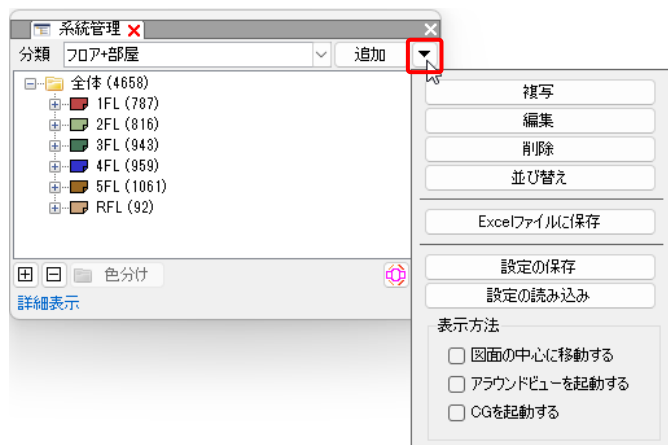 系統管理
分類 フロア+部屋 追加
全体 (4658)
1FL (787)
2FL (816)
3FL (943)
4FL (959)
5FL (1061)
RFL (92)
色分け
詳細表示
複写
編集
削除
並び替え
Excelファイルに保存
設定の保存
設定の読み込み
表示方法
図面の中心に移動する
アラウンドビューを起動する
CGを起動する